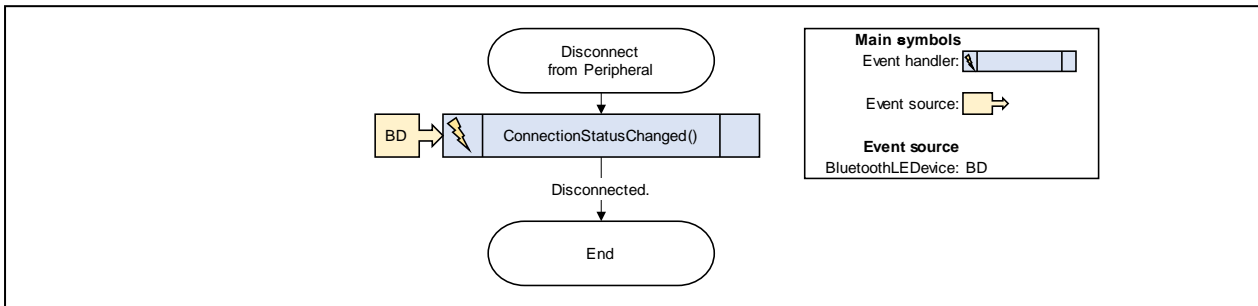 Disconnect
from Peripheral
BD
ConnectionStatusChanged()
Disconnected.
End
Main symbols
Event handler:
Event source:
Event source
BluetoothLEDevice: BD